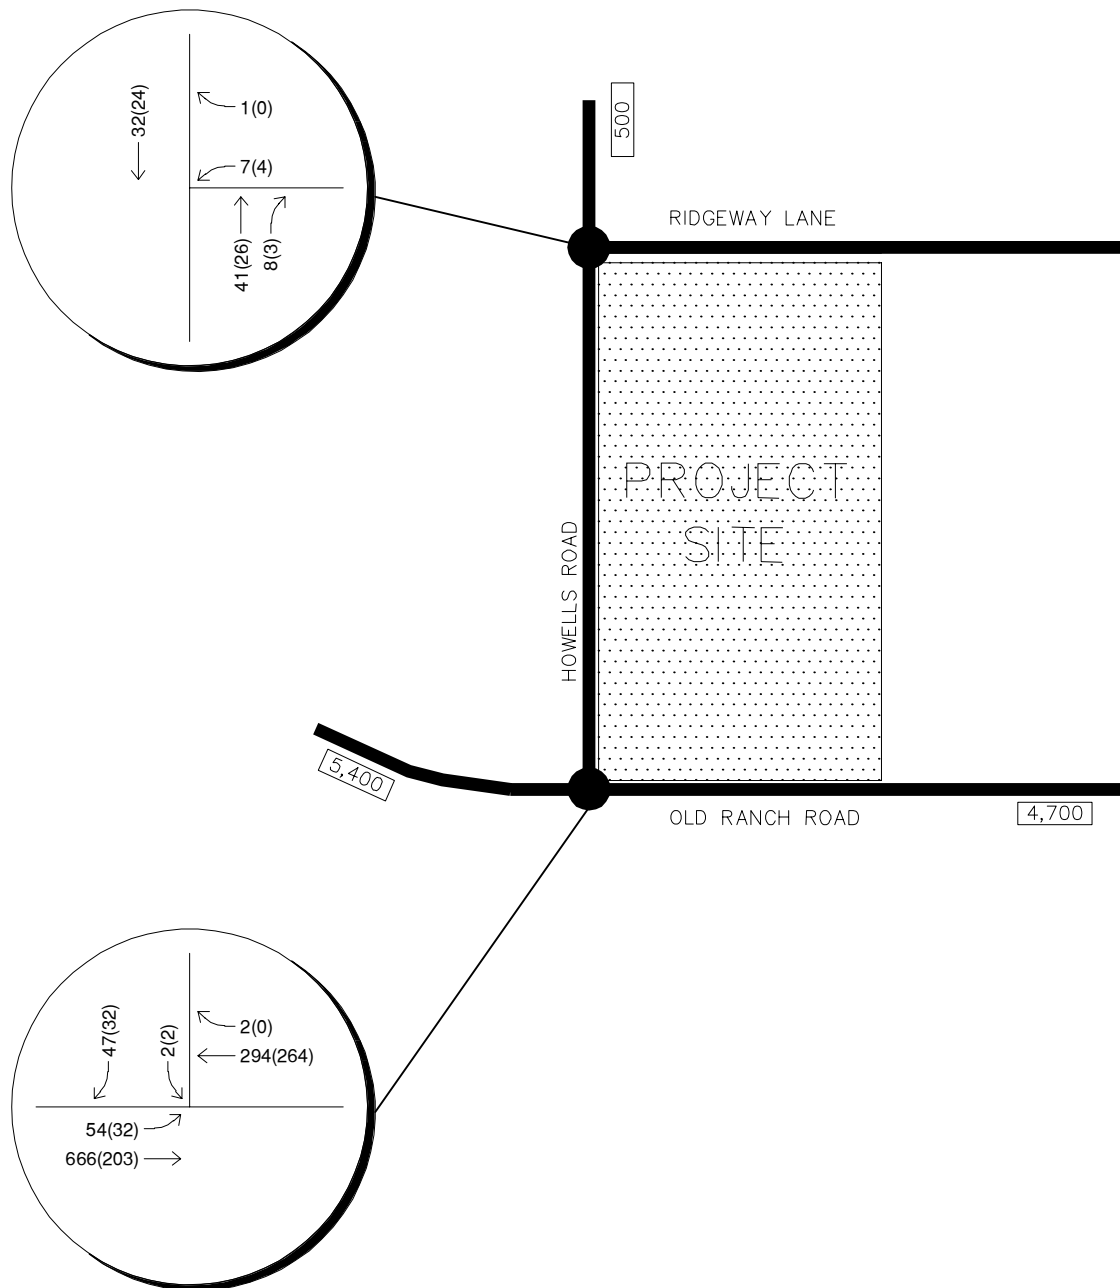 32(24)
1(0)
7(4)
41(26)
8(3)
500
RIDGEWAY LANE
PROJECT
SITE
HOWELLS ROAD
5,400
OLD RANCH ROAD
4,700
47(32)
2(2)
2(0)
294(264)
54(32)
666(203)